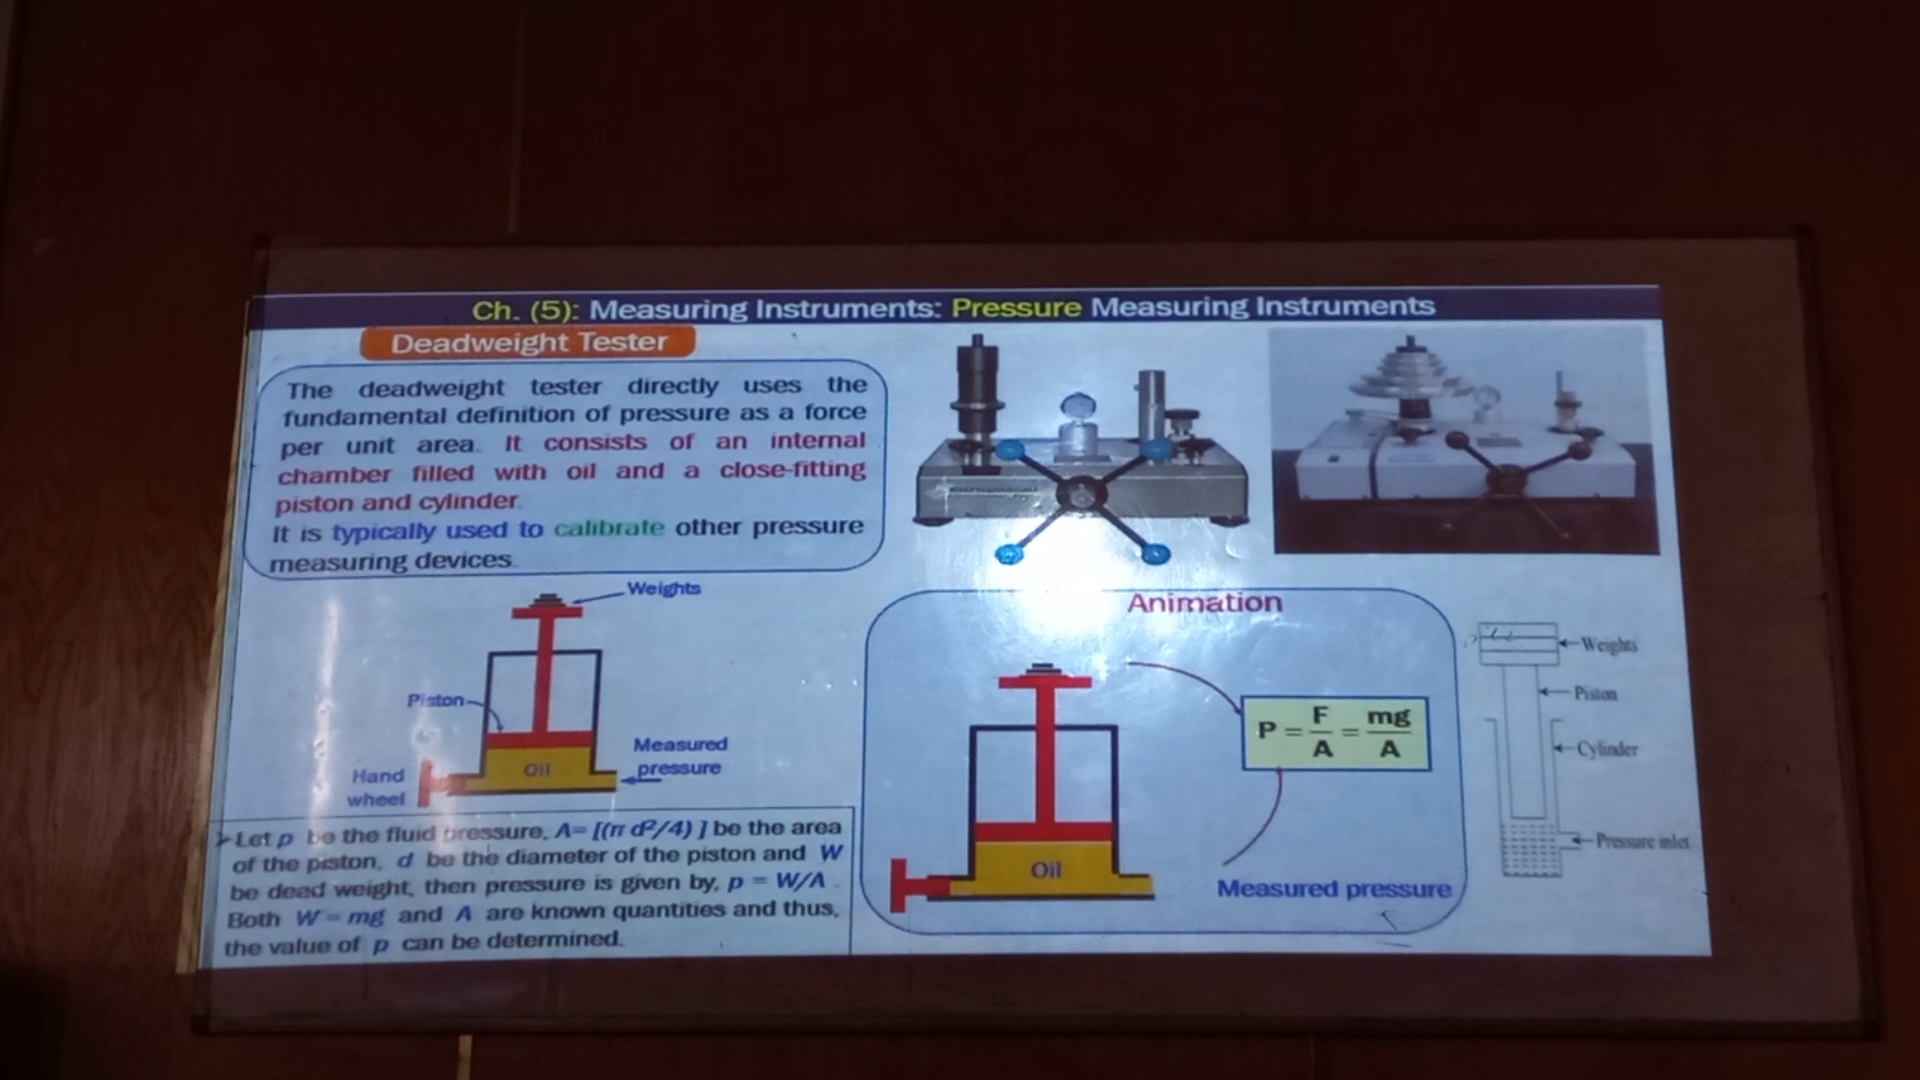 Ch. (5): Measuring Instruments: Pressure Measuring Instruments
Deadweight Tester
The deadweight tester directly uses the
fundamental definition of pressure as a force
per unit area. It consists of an internal
chamber filled with oil and a close-fitting
piston and cylinder.
It is typically used to calibrate other pressure
measuring devices.
Weights
Piston
Oil
Hand
wheel
Measured
pressure
➤Let p be the fluid pressure, A= [(π d²/4) ] be the area
of the piston, d be the diameter of the piston and W
be dead weight, then pressure is given by, p = W/A .
Both W = mg and A are known quantities and thus,
the value of p can be determined.
Animation
P = F/A = mg/A
Oil
Measured pressure
Weights
Piston
Cylinder
Pressure inlet